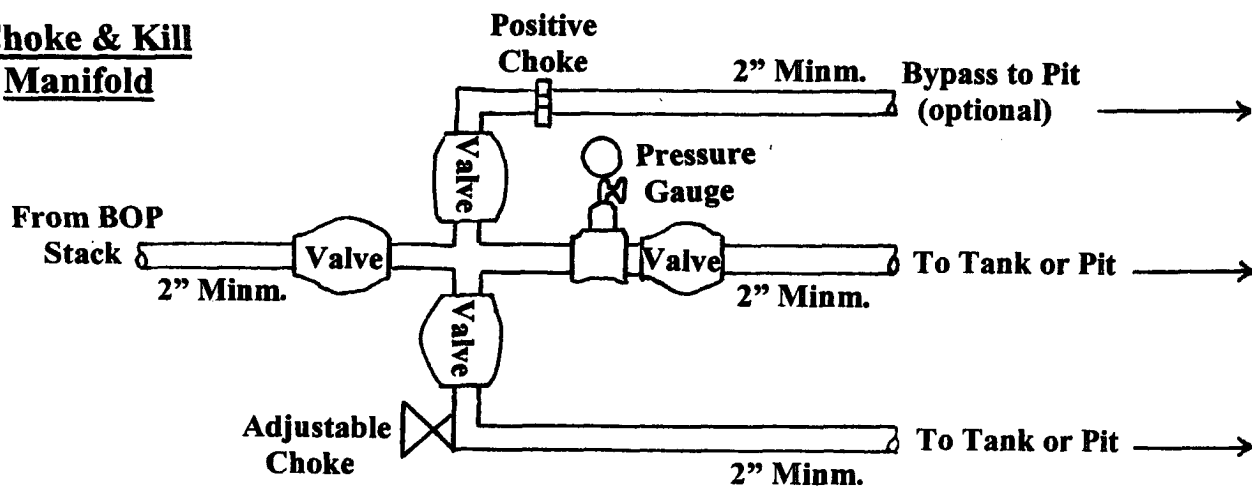 Choke & Kill
Manifold
Positive
Choke
2” Minm.
Bypass to Pit
(optional)
Valve
Pressure
Gauge
From BOP
Stack
2” Minm.
Valve
Valve
2” Minm.
To Tank or Pit
Valve
Adjustable
Choke
2” Minm.
To Tank or Pit